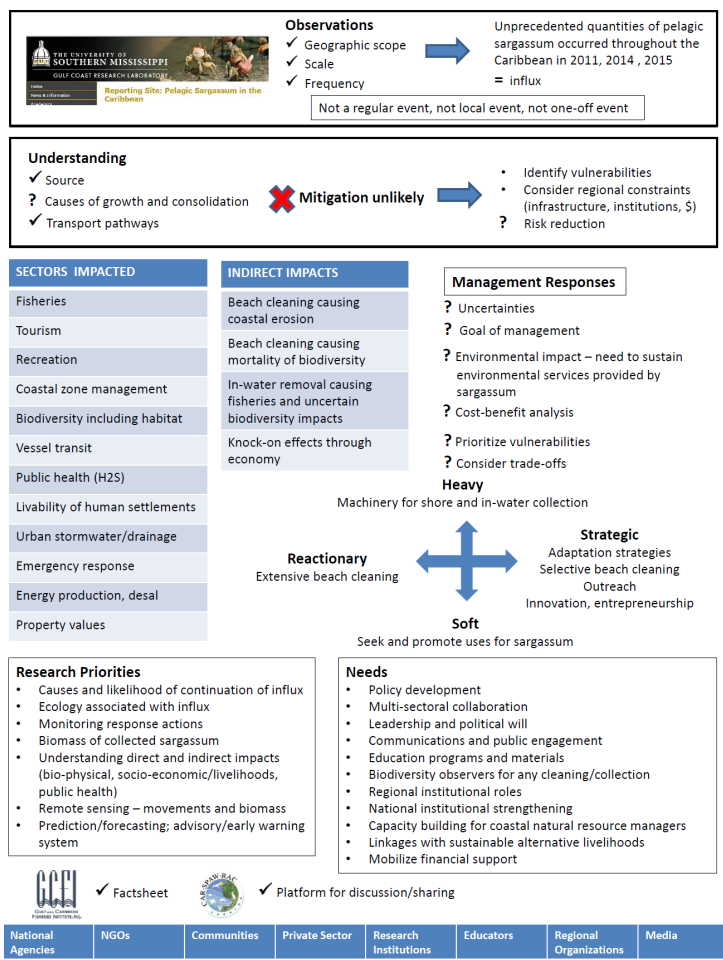 THE UNIVERSITY OF
SOUTHERN MISSISSIPPI
GULF COAST RESEARCH LABORATORY
Home
News & Information
Academics
Reporting Site: Pelagic Sargassum in the
Caribbean
Observations
✓ Geographic scope
✓ Scale
✓ Frequency
Unprecedented quantities of pelagic
sargassum occurred throughout the
Caribbean in 2011, 2014 , 2015
= influx
Not a regular event, not local event, not one-off event
Understanding
✓ Source
? Causes of growth and consolidation
✓ Transport pathways
Mitigation unlikely
• Identify vulnerabilities
• Consider regional constraints
(infrastructure, institutions, $)
? Risk reduction
SECTORS IMPACTED
Fisheries
Tourism
Recreation
Coastal zone management
Biodiversity including habitat
Vessel transit
Public health (H2S)
Livability of human settlements
Urban stormwater/drainage
Emergency response
Energy production, desal
Property values
INDIRECT IMPACTS
Beach cleaning causing
coastal erosion
Beach cleaning causing
mortality of biodiversity
In-water removal causing
fisheries and uncertain
biodiversity impacts
Knock-on effects through
economy
Management Responses
? Uncertainties
? Goal of management
? Environmental impact – need to sustain
environmental services provided by
sargassum
? Cost-benefit analysis
? Prioritize vulnerabilities
? Consider trade-offs
Heavy
Machinery for shore and in-water collection
Reactionary
Extensive beach cleaning
Strategic
Adaptation strategies
Selective beach cleaning
Outreach
Innovation, entrepreneurship
Soft
Seek and promote uses for sargassum
Research Priorities
• Causes and likelihood of continuation of influx
• Ecology associated with influx
• Monitoring response actions
• Biomass of collected sargassum
• Understanding direct and indirect impacts
(bio-physical, socio-economic/livelihoods,
public health)
• Remote sensing – movements and biomass
• Prediction/forecasting; advisory/early warning
system
Needs
• Policy development
• Multi-sectoral collaboration
• Leadership and political will
• Communications and public engagement
• Education programs and materials
• Biodiversity observers for any cleaning/collection
• Regional institutional roles
• National institutional strengthening
• Capacity building for coastal natural resource managers
• Linkages with sustainable alternative livelihoods
• Mobilize financial support
GCFI
GULF AND CARIBBEAN
FISHERIES INSTITUTE, INC.
✓ Factsheet
CAR-SPAW-RAC
✓ Platform for discussion/sharing
National
Agencies
NGOs
Communities
Private Sector
Research
Institutions
Educators
Regional
Organizations
Media